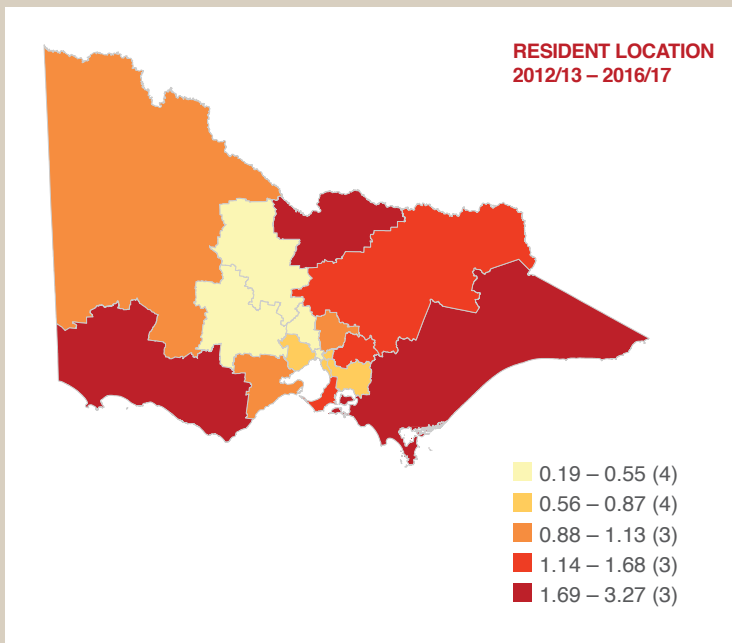 RESIDENT LOCATION
2012/13 – 2016/17
0.19 – 0.55 (4)
0.56 – 0.87 (4)
0.88 – 1.13 (3)
1.14 – 1.68 (3)
1.69 – 3.27 (3)